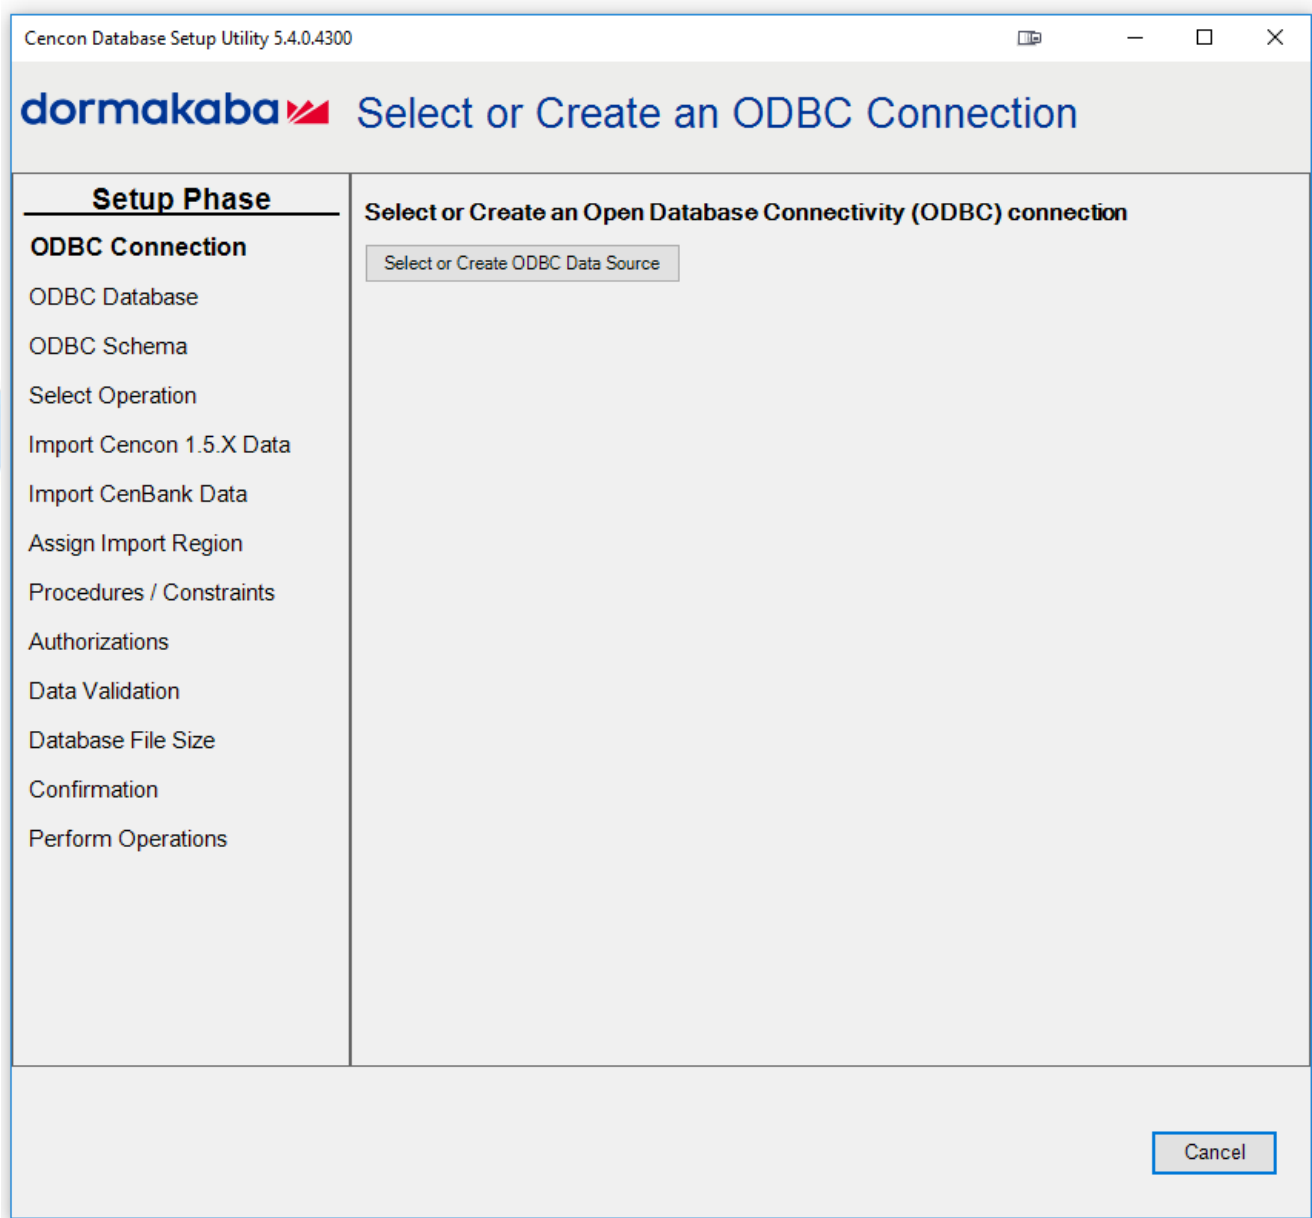 Cencon Database Setup Utility 5.4.0.4300
dormakaba Select or Create an ODBC Connection
Setup Phase
ODBC Connection
ODBC Database
ODBC Schema
Select Operation
Import Cencon 1.5.X Data
Import CenBank Data
Assign Import Region
Procedures / Constraints
Authorizations
Data Validation
Database File Size
Confirmation
Perform Operations
Select or Create an Open Database Connectivity (ODBC) connection
Select or Create ODBC Data Source
Cancel